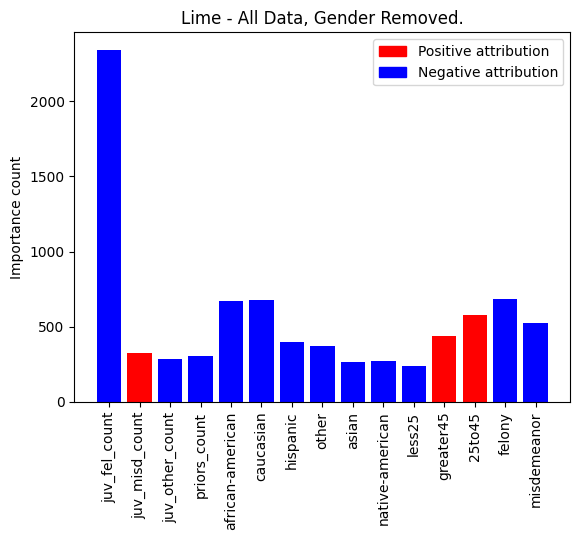 Lime - All Data, Gender Removed.
Positive attribution
Negative attribution
Importance count
2000
1500
1000
500
0
juv_fel_count
juv_misd_count
juv_other_count
priors_count
african-american
caucasian
hispanic
other
asian
native-american
less25
greater45
25to45
felony
misdemeanor